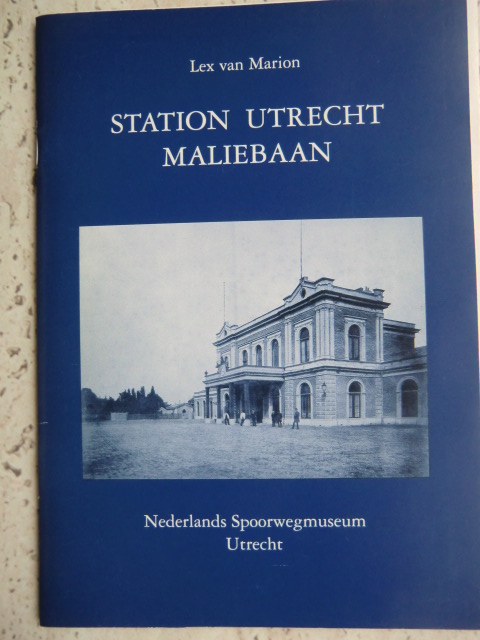 Lex van Marion
STATION UTRECHT
MALIEBAAN
Nederlands Spoorwegmuseum
Utrecht